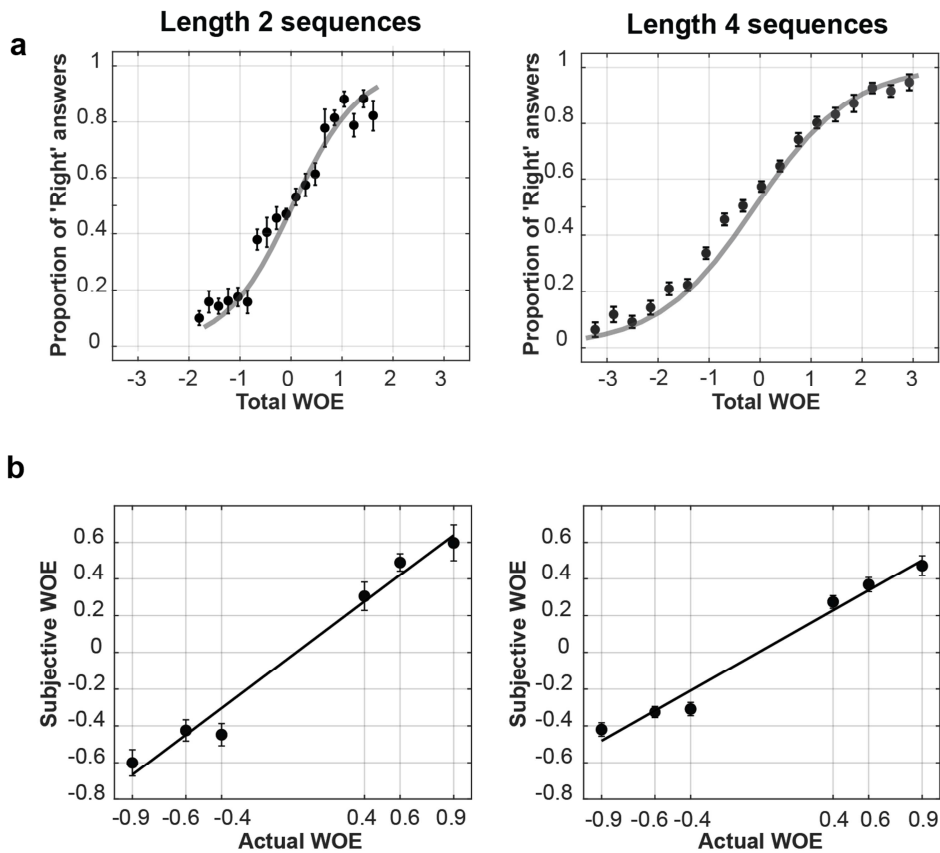 a
Length 2 sequences
Length 4 sequences
Proportion of 'Right' answers
1
0.8
0.6
0.4
0.2
0
-3 -2 -1 0 1 2 3
Total WOE
Proportion of 'Right' answers
1
0.8
0.6
0.4
0.2
0
-3 -2 -1 0 1 2 3
Total WOE
b
Subjective WOE
0.6
0.4
0.2
0
-0.2
-0.4
-0.6
-0.8
-0.9 -0.6 -0.4 0.4 0.6 0.9
Actual WOE
Subjective WOE
0.6
0.4
0.2
0
-0.2
-0.4
-0.6
-0.8
-0.9 -0.6 -0.4 0.4 0.6 0.9
Actual WOE